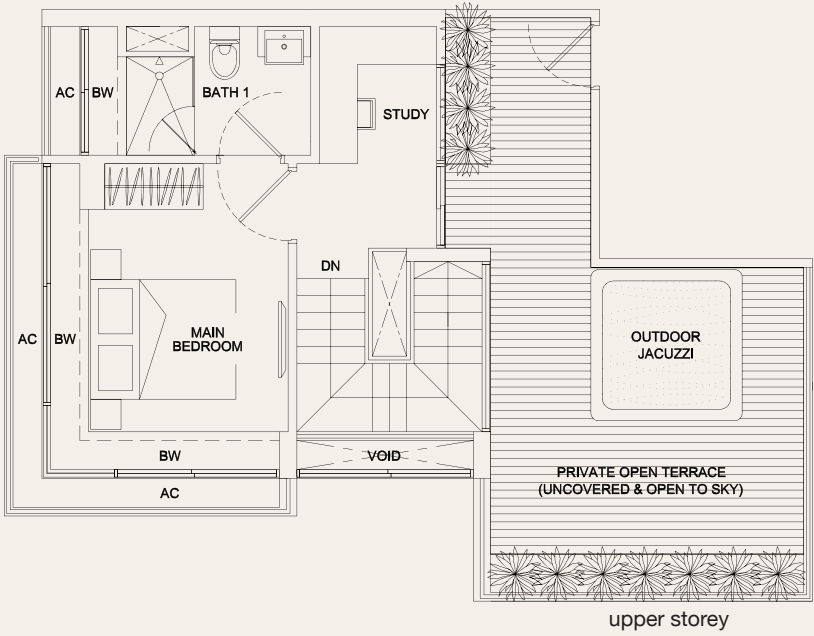 AC
BW
BATH 1
STUDY
DN
AC
BW
MAIN
BEDROOM
OUTDOOR
JACUZZI
BW
VOID
AC
PRIVATE OPEN TERRACE
(UNCOVERED & OPEN TO SKY)
upper storey